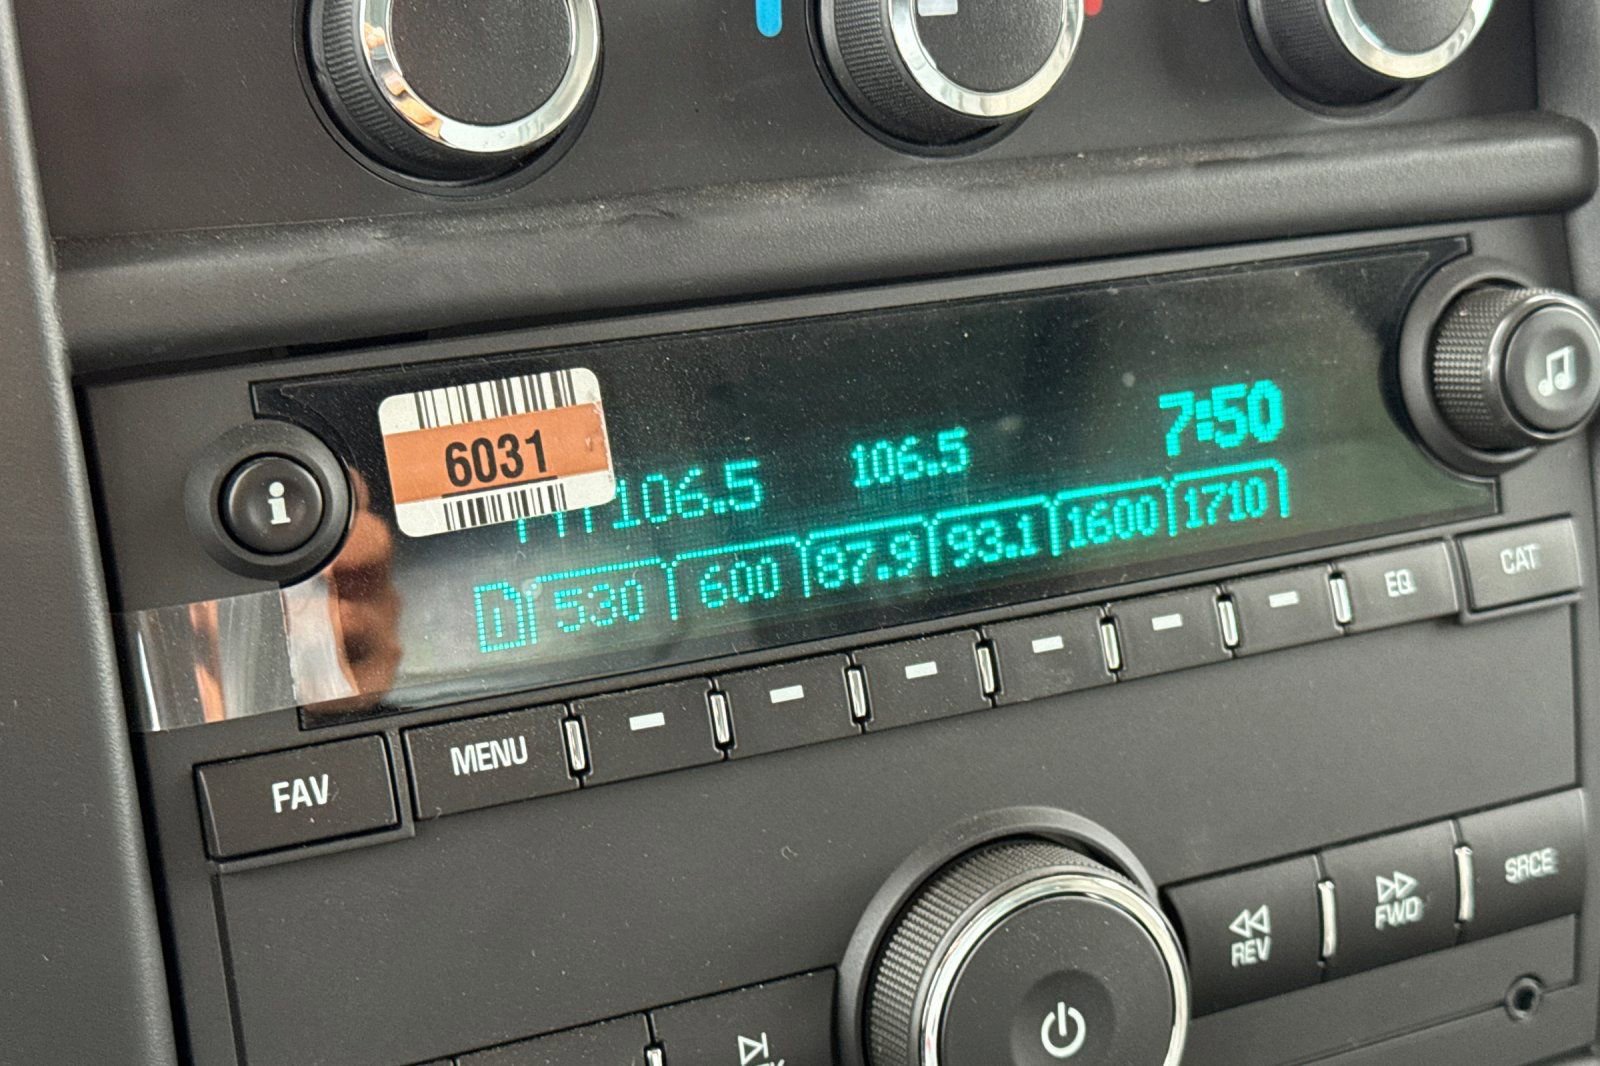 6031
106.5 106.5 7:50
1 530 600 87.9 93.1 1600 1710
i
FAV MENU EQ CAT
REV FWD SRCE